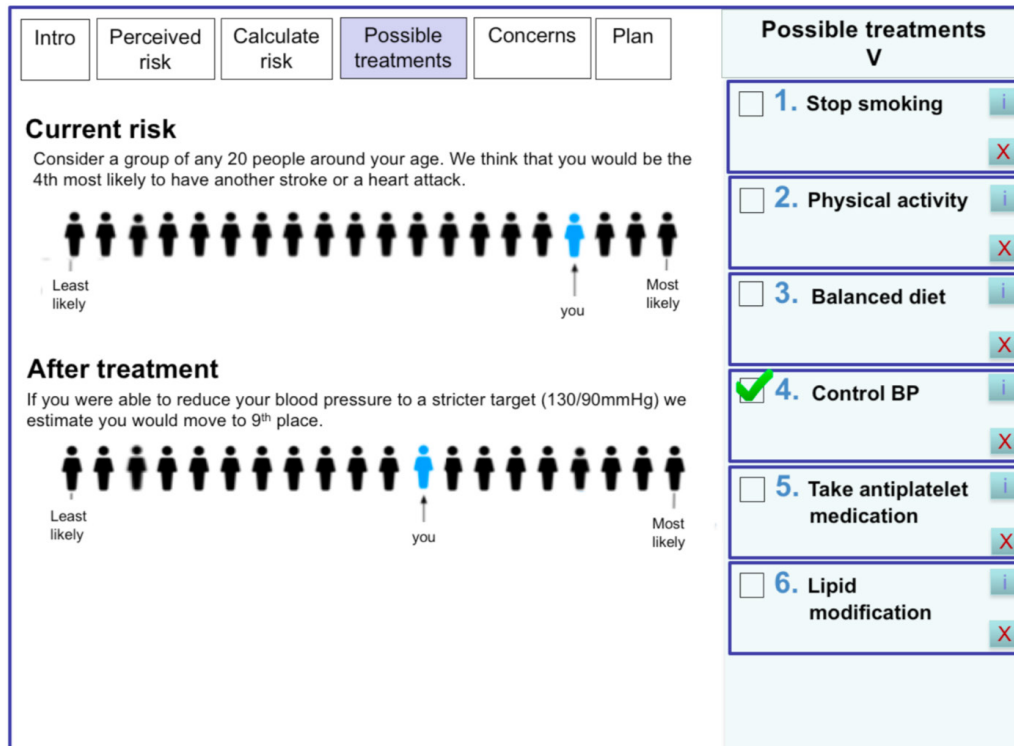 Intro
Perceived
risk
Calculate
risk
Possible
treatments
Concerns
Plan
Current risk
Consider a group of any 20 people around your age. We think that you would be the
4th most likely to have another stroke or a heart attack.
Least
likely
you
Most
likely
After treatment
If you were able to reduce your blood pressure to a stricter target (130/90mmHg) we
estimate you would move to 9th place.
Least
likely
you
Most
likely
Possible treatments
V
1. Stop smoking
i
X
2. Physical activity
i
X
3. Balanced diet
i
X
4. Control BP
i
X
5. Take antiplatelet
medication
i
X
6. Lipid
modification
i
X